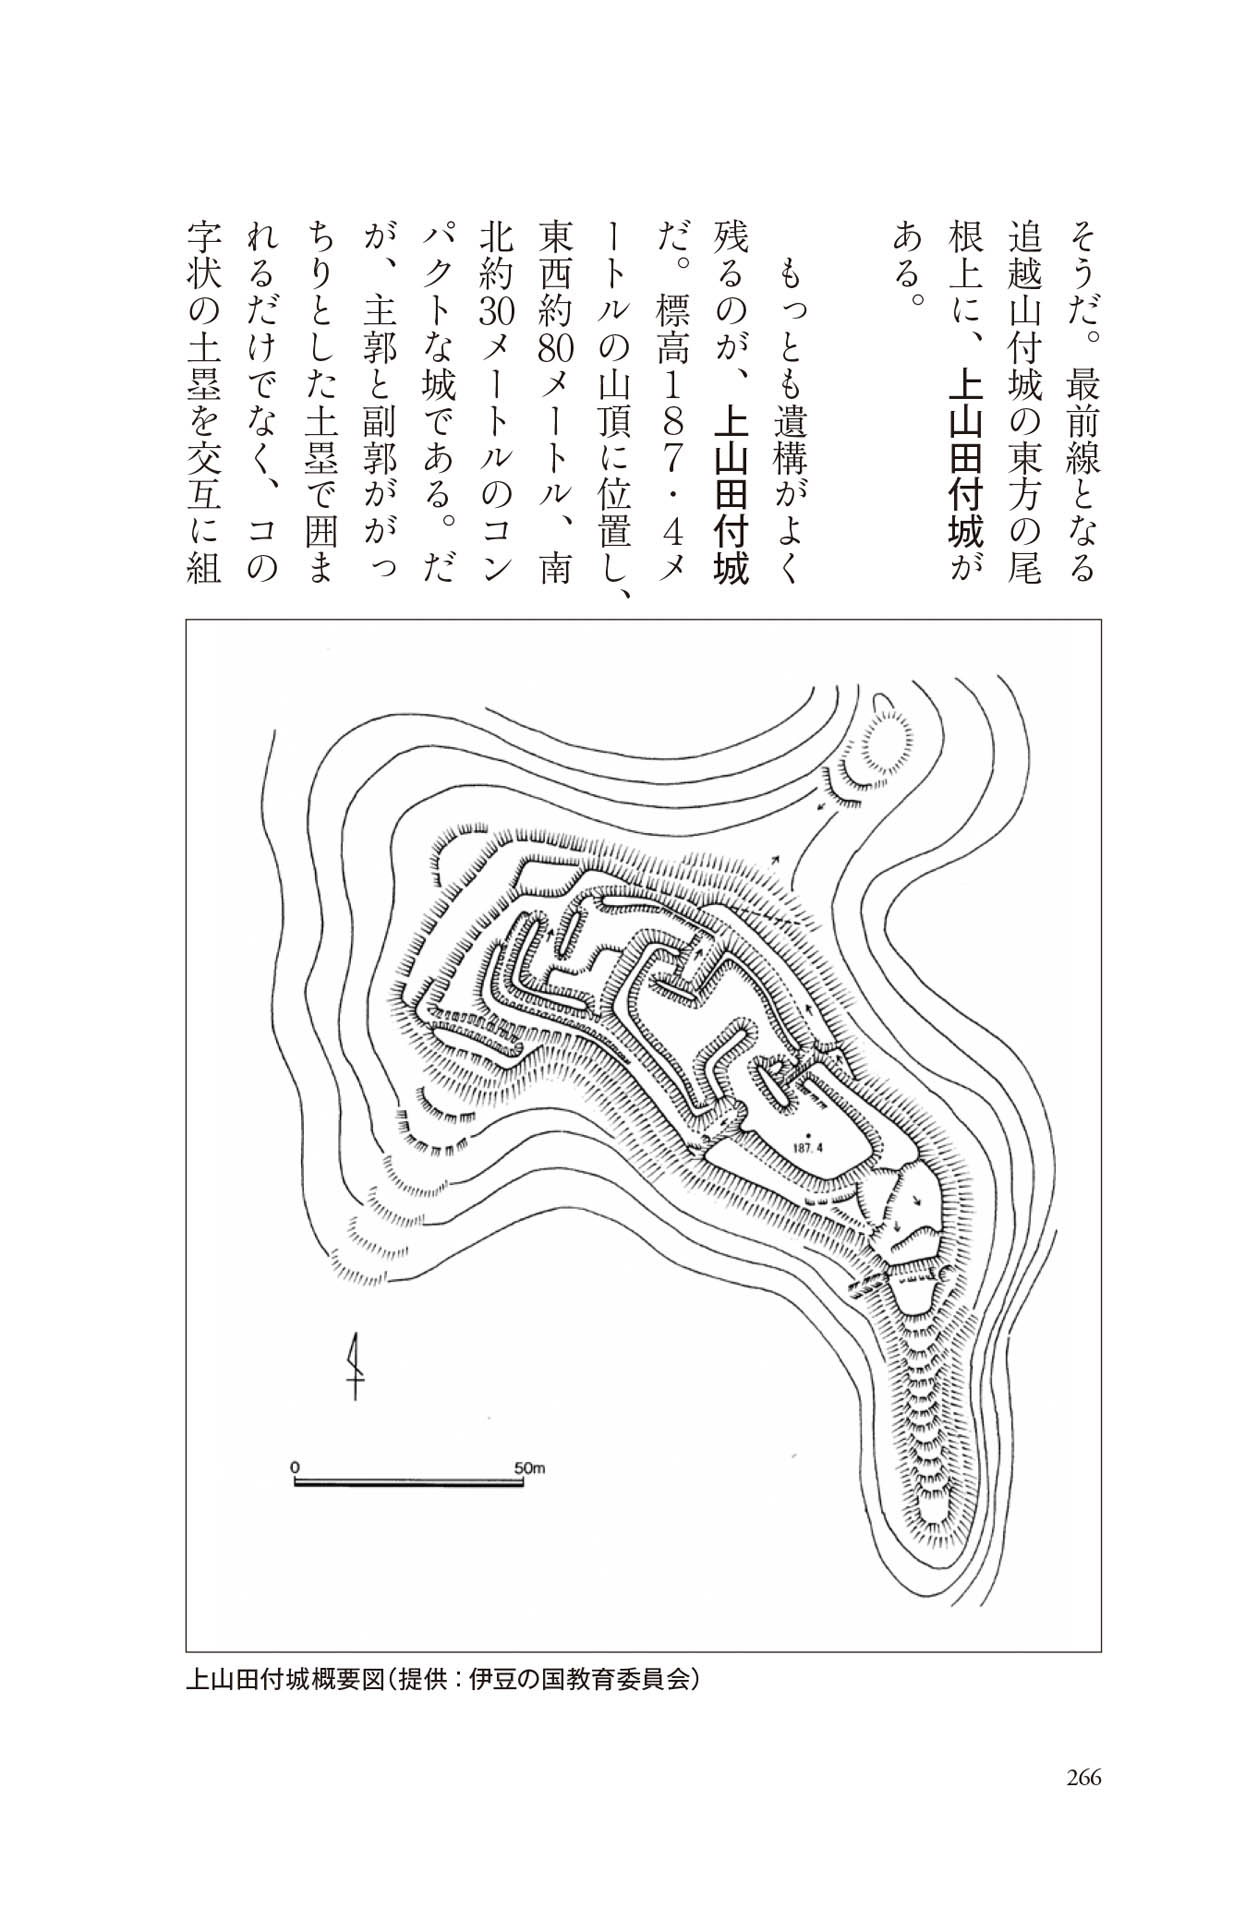 そうだ。最前線となる
追越山付城の東方の尾
根上に、上山田付城が
ある。
もっとも遺構がよく
残るのが、上山田付城
だ。標高１８７・４メ
ートルの山頂に位置し、
東西約80メートル、南
北約30メートルのコン
パクトな城である。だ
が、主郭と副郭ががっ
ちりとした土塁で囲ま
れるだけでなく、コの
字状の土塁を交互に組
187.4
0 50m
上山田付城概要図(提供：伊豆の国教育委員会)
266